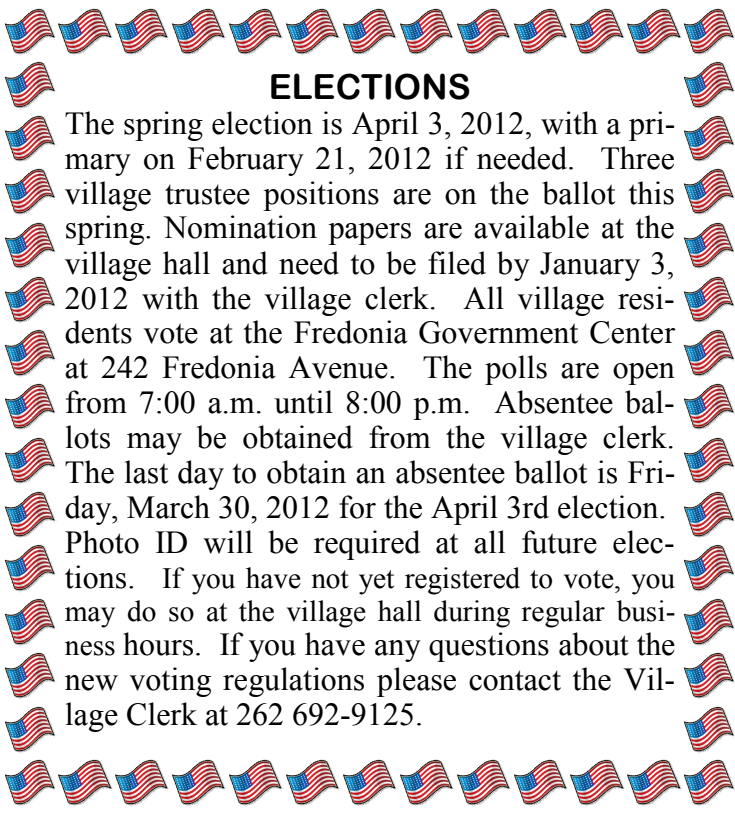 ELECTIONS
The spring election is April 3, 2012, with a pri-
mary on February 21, 2012 if needed. Three
village trustee positions are on the ballot this
spring. Nomination papers are available at the
village hall and need to be filed by January 3,
2012 with the village clerk. All village resi-
dents vote at the Fredonia Government Center
at 242 Fredonia Avenue. The polls are open
from 7:00 a.m. until 8:00 p.m. Absentee bal-
lots may be obtained from the village clerk.
The last day to obtain an absentee ballot is Fri-
day, March 30, 2012 for the April 3rd election.
Photo ID will be required at all future elec-
tions. If you have not yet registered to vote, you
may do so at the village hall during regular busi-
ness hours. If you have any questions about the
new voting regulations please contact the Vil-
lage Clerk at 262 692-9125.